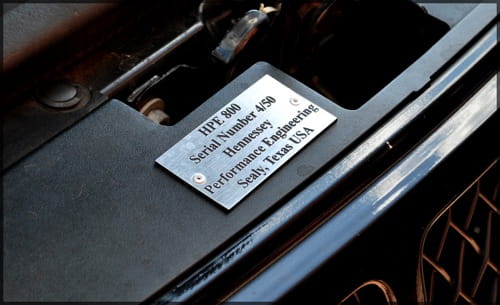 HPE 800
Serial Number 4/50
Hennessey
Performance Engineering
Sealy, Texas USA